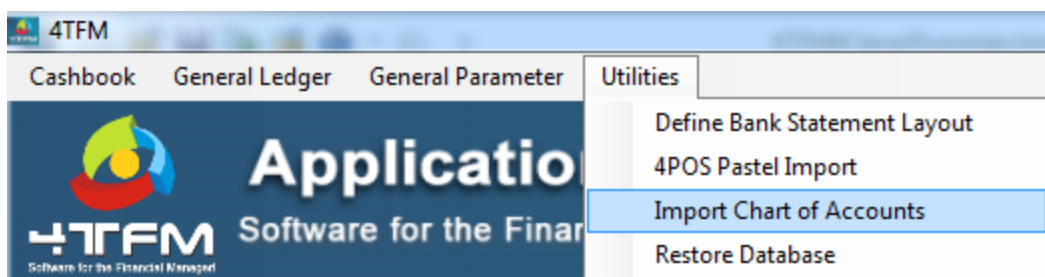 4TFM
Cashbook General Ledger General Parameter Utilities
Define Bank Statement Layout
4POS Pastel Import
Import Chart of Accounts
Restore Database
Applicatio
Software for the Finan
4TFM
Software for the Financial Managed